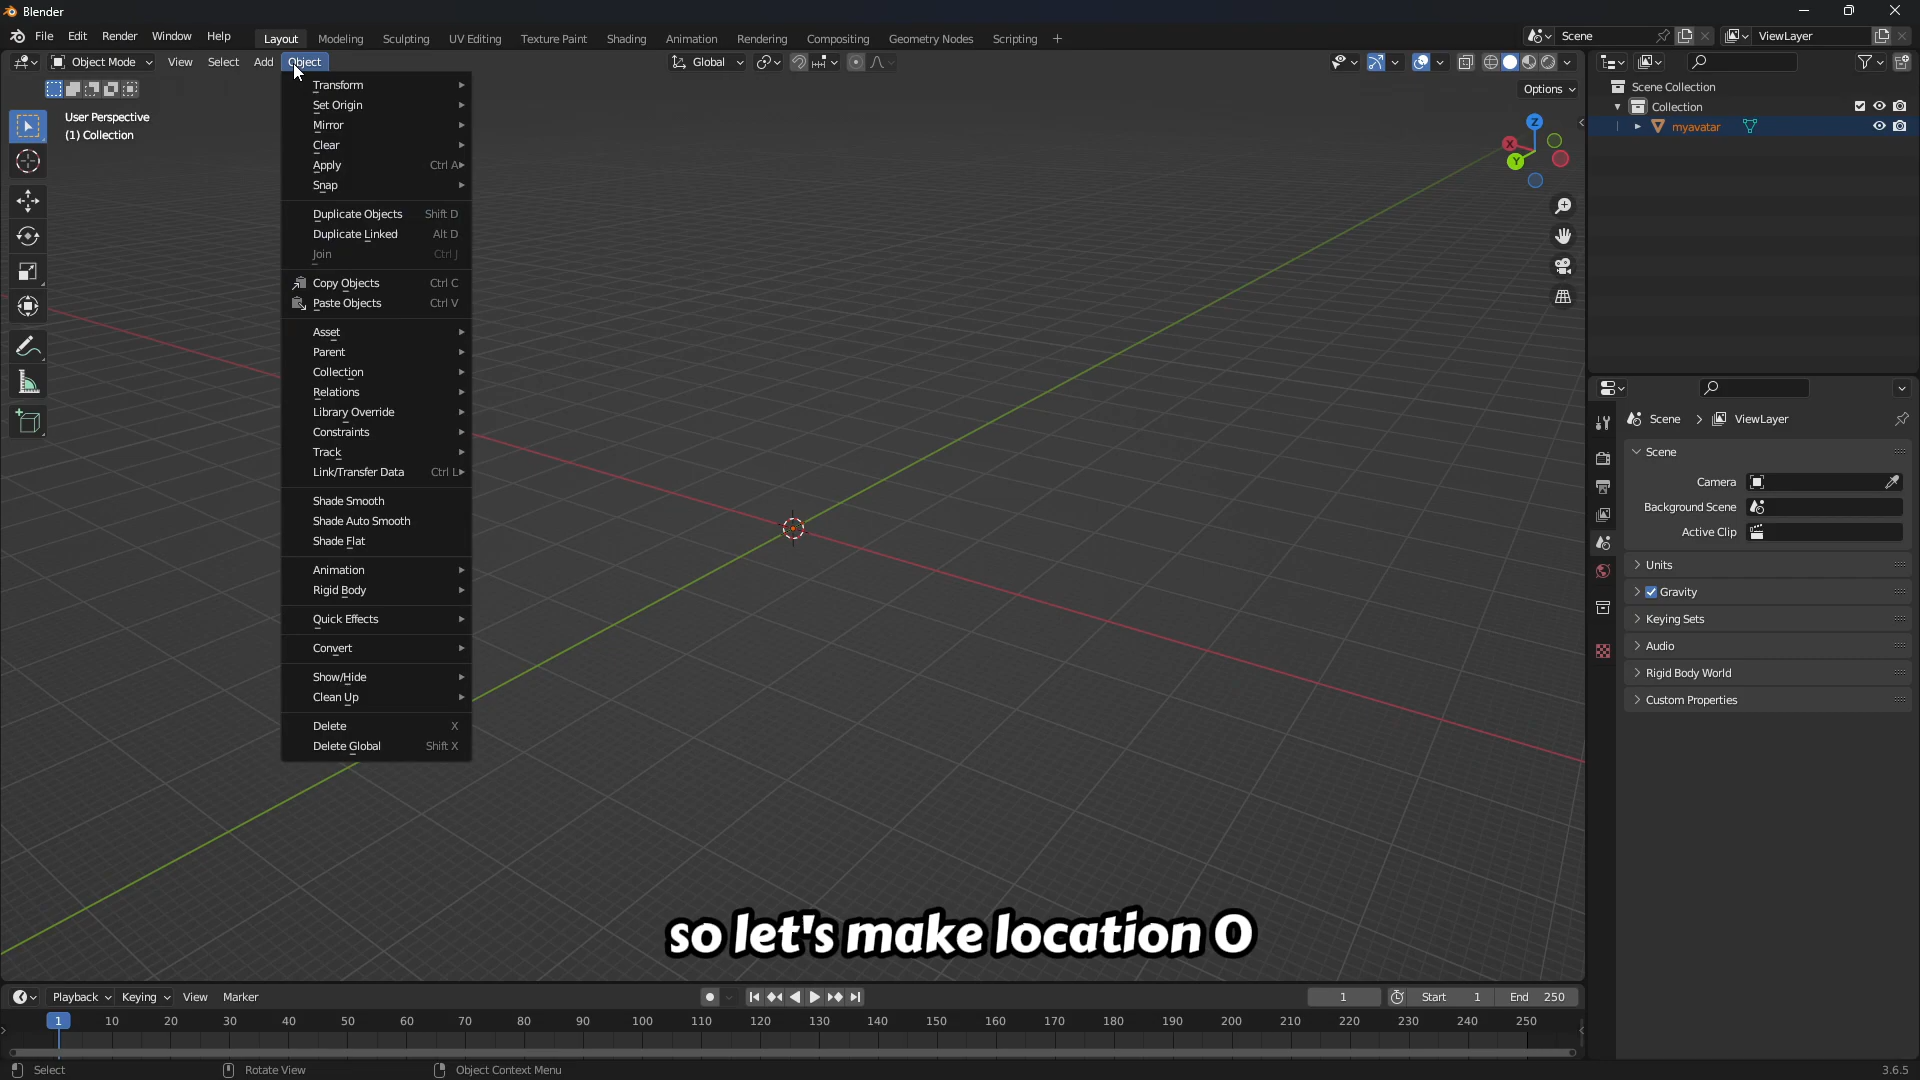 Blender
File Edit Render Window Help
Layout Modeling Sculpting UV Editing Texture Paint Shading Animation Rendering Compositing Geometry Nodes Scripting +
Scene
ViewLayer
Object Mode View Select Add Object
Global
Options
User Perspective
(1) Collection
Transform
Set Origin
Mirror
Clear
Apply Ctrl A
Snap
Duplicate Objects Shift D
Duplicate Linked Alt D
Join Ctrl J
Copy Objects Ctrl C
Paste Objects Ctrl V
Asset
Parent
Collection
Relations
Library Override
Constraints
Track
Link/Transfer Data Ctrl L
Shade Smooth
Shade Auto Smooth
Shade Flat
Animation
Rigid Body
Quick Effects
Convert
Show/Hide
Clean Up
Delete X
Delete Global Shift X
Z
X
Y
Scene Collection
Collection
myavatar
Scene > ViewLayer
Scene
Camera
Background Scene
Active Clip
Units
Gravity
Keying Sets
Audio
Rigid Body World
Custom Properties
so let's make location 0
Playback Keying View Marker
1 Start 1 End 250
1 10 20 30 40 50 60 70 80 90 100 110 120 130 140 150 160 170 180 190 200 210 220 230 240 250
Select Rotate View Object Context Menu 3.6.5